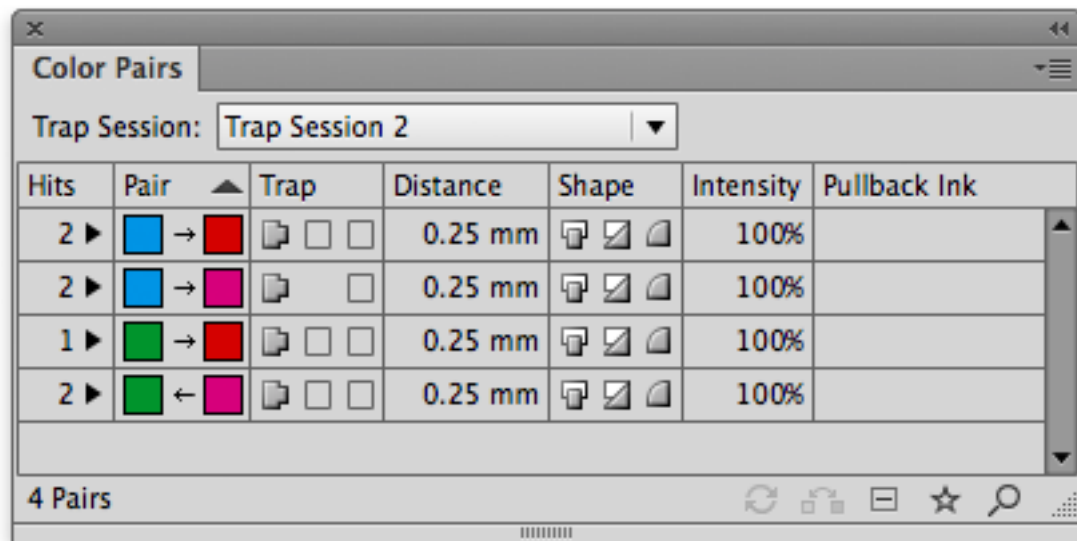 Color Pairs
Trap Session: Trap Session 2
Hits Pair Trap Distance Shape Intensity Pullback Ink
2 → 0.25 mm 100%
2 → 0.25 mm 100%
1 → 0.25 mm 100%
2 ← 0.25 mm 100%
4 Pairs